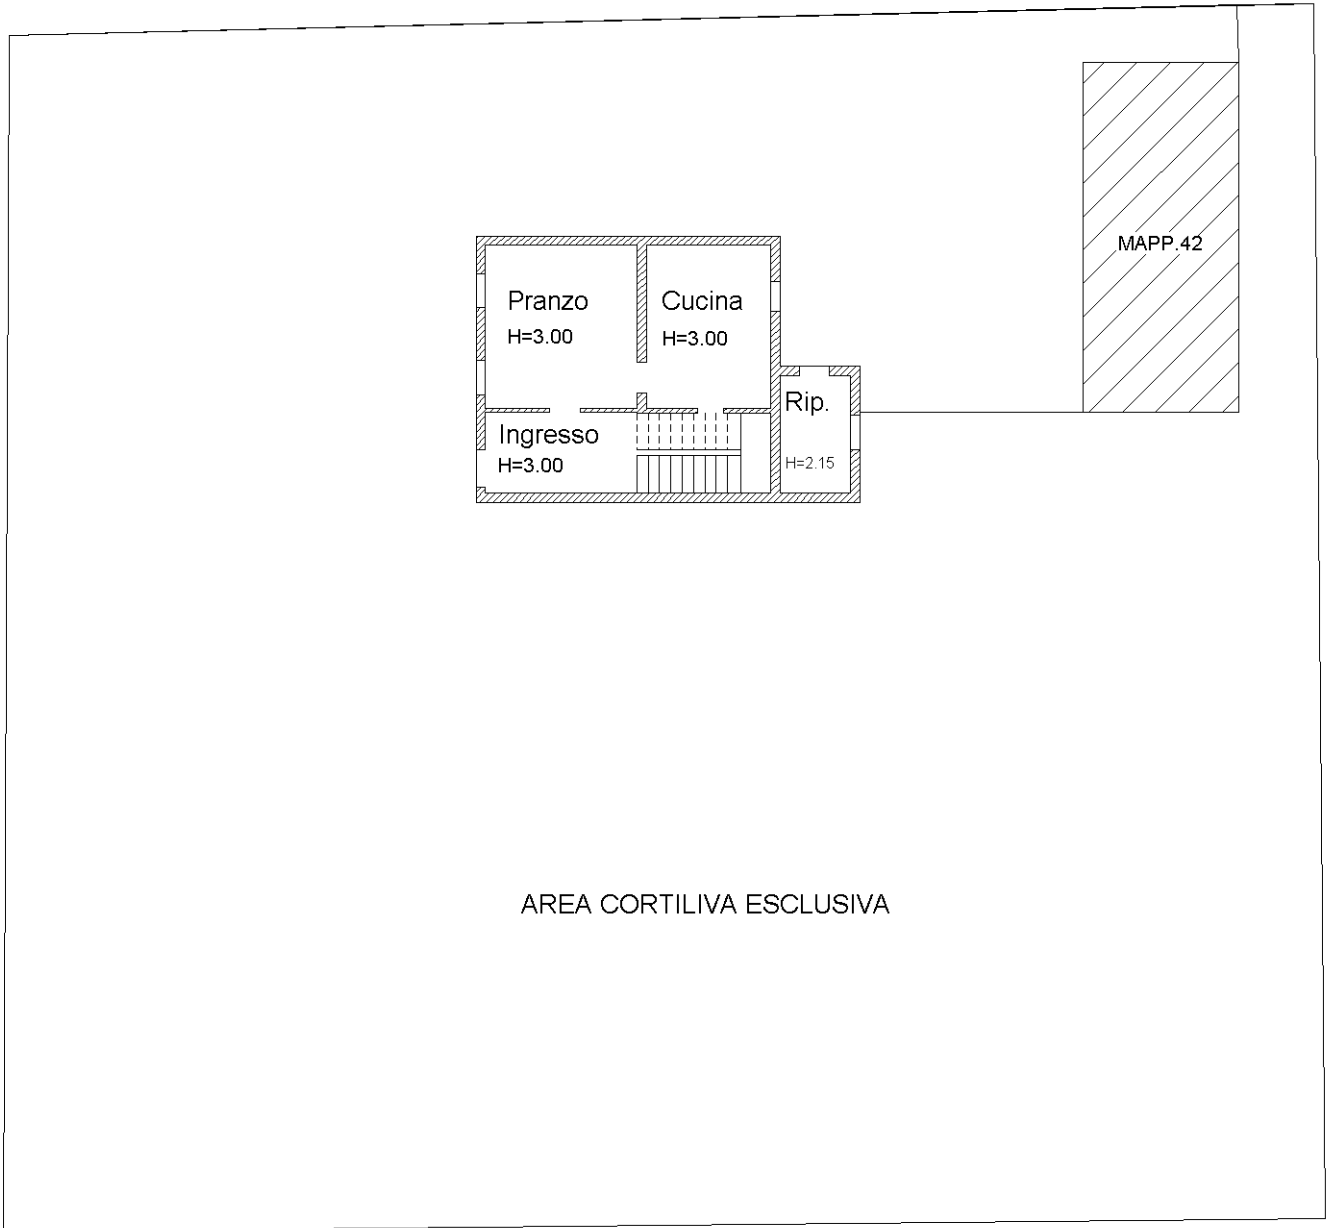 MAPP.42
Pranzo
H=3.00
Cucina
H=3.00
Rip.
H=2.15
Ingresso
H=3.00
AREA CORTILIVA ESCLUSIVA